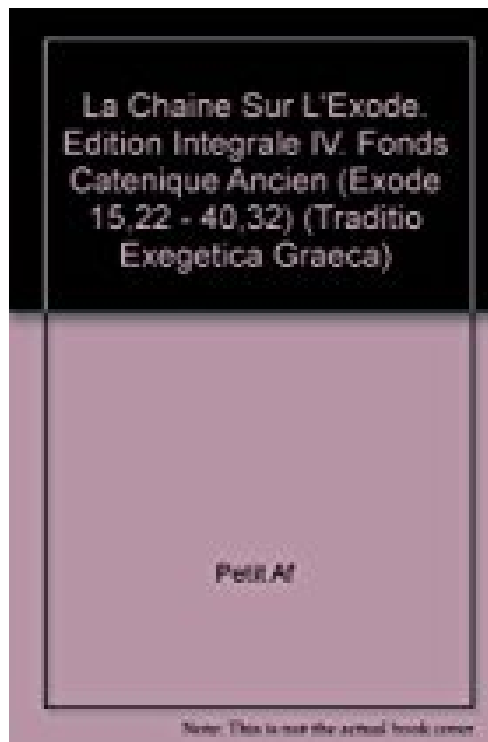 La Chaine Sur L'Exode.
Edition Integrale IV. Fonds
Catenique Ancien (Exode
15,22 - 40,32) (Traditio
Exegetica Graeca)
Petit Af
Note: This is not the actual book cover